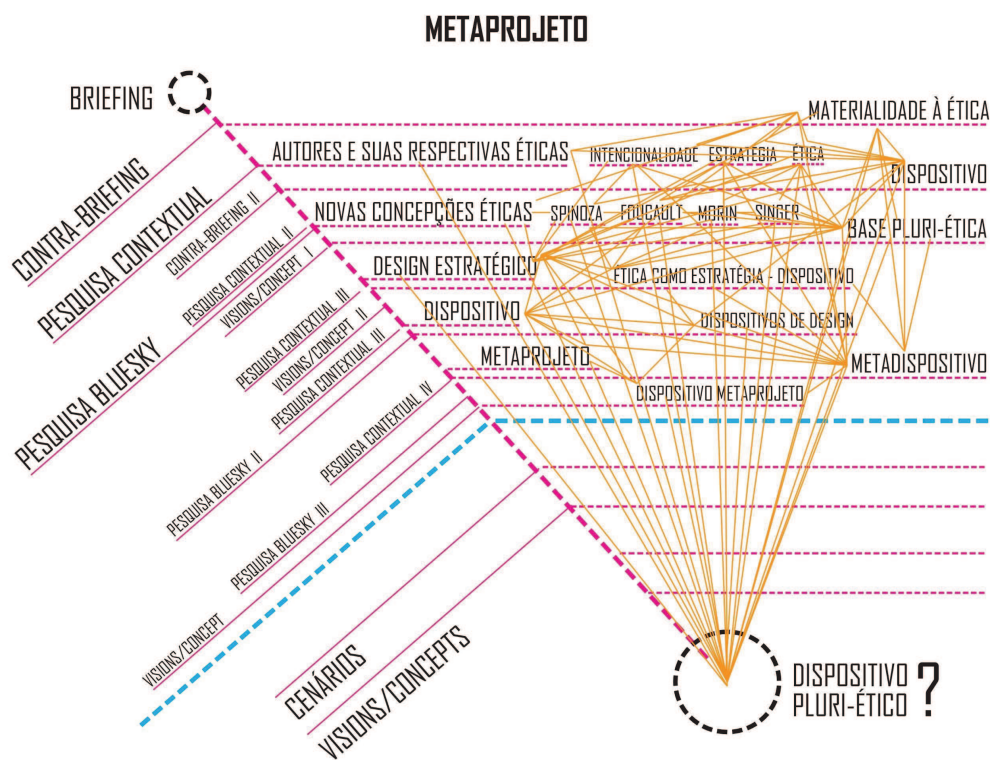 METAPROJETO
BRIEFING
MATERIALIDADE À ÉTICA
AUTORES E SUAS RESPECTIVAS ÉTICAS
INTENCIONALIDADE
ESTRATÉGIA
ÉTICA
DISPOSITIVO
NOVAS CONCEPÇÕES ÉTICAS
SPINOZA
FOUCAULT
MORIN
SINGER
BASE PLURI-ÉTICA
DESIGN ESTRATÉGICO
ÉTICA COMO ESTRATÉGIA - DISPOSITIVO
DISPOSITIVO
DISPOSITIVOS DE DESIGN
METAPROJETO
METADISPOSITIVO
DISPOSITIVO METAPROJETO
CONTRA-BRIEFING
PESQUISA CONTEXTUAL
CONTRA-BRIEFING II
PESQUISA BLUESKY
PESQUISA CONTEXTUAL II
VISIONS/CONCEPT I
PESQUISA CONTEXTUAL III
VISIONS/CONCEPT II
PESQUISA CONTEXTUAL III
PESQUISA BLUESKY II
PESQUISA CONTEXTUAL IV
PESQUISA BLUESKY III
VISIONS/CONCEPT
CENÁRIOS
VISIONS/CONCEPTS
DISPOSITIVO
PLURI-ÉTICO ?